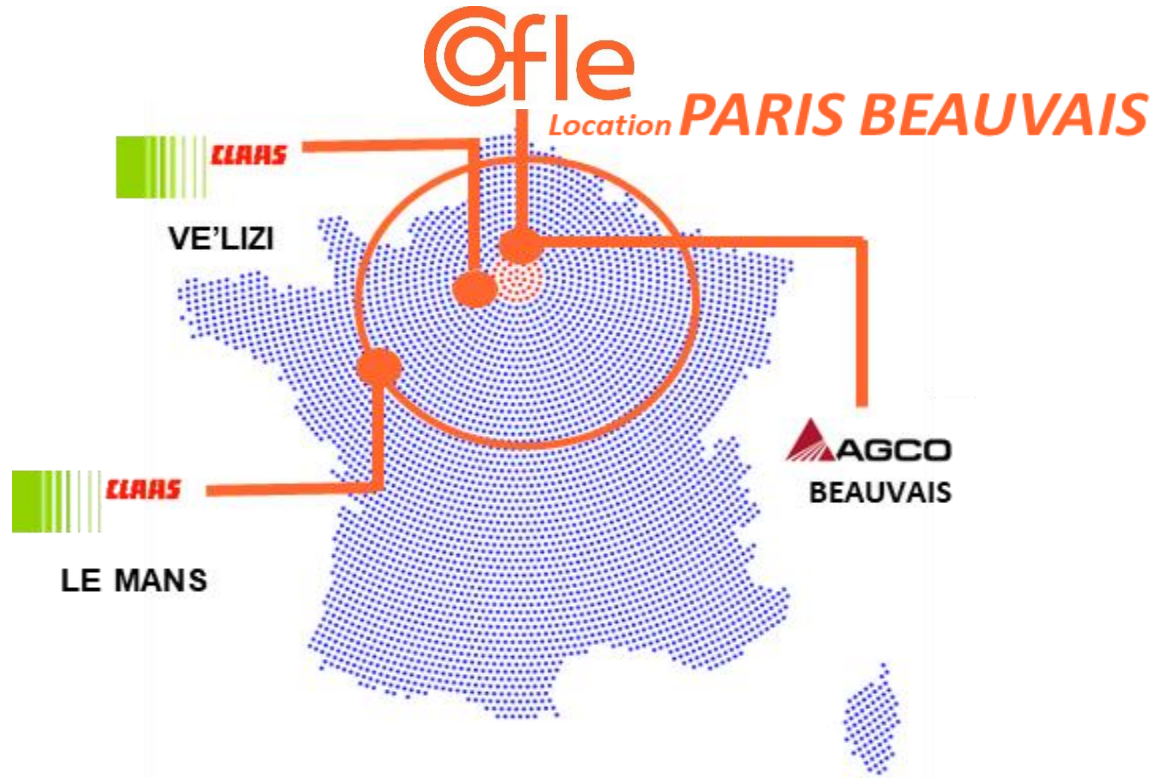 Cofle
Location PARIS BEAUVAIS
CLAAS
VE'LIZI
AGCO
BEAUVAIS
CLAAS
LE MANS